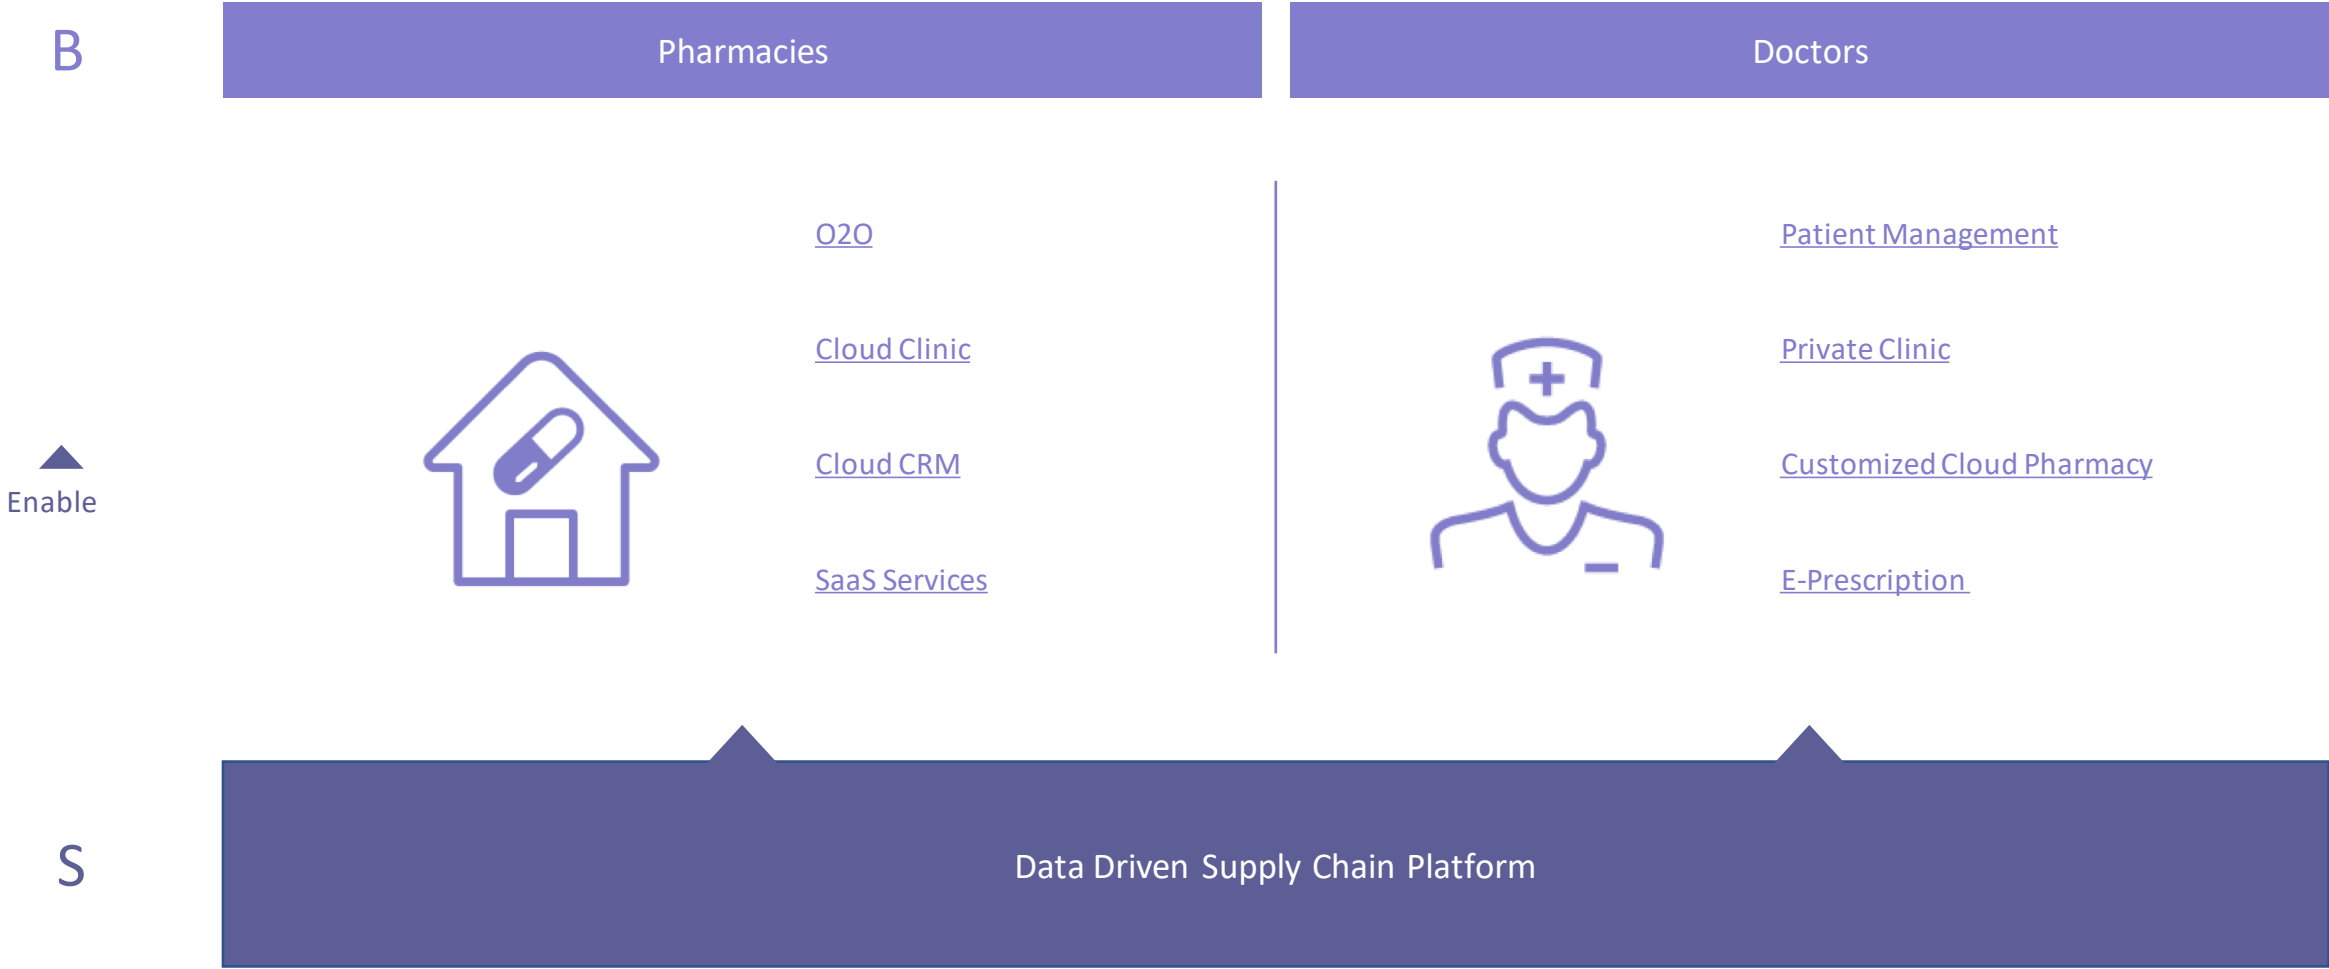 B
Pharmacies
Doctors
O2O
Cloud Clinic
Cloud CRM
SaaS Services
Patient Management
Private Clinic
Customized Cloud Pharmacy
E-Prescription
Enable
S
Data Driven Supply Chain Platform